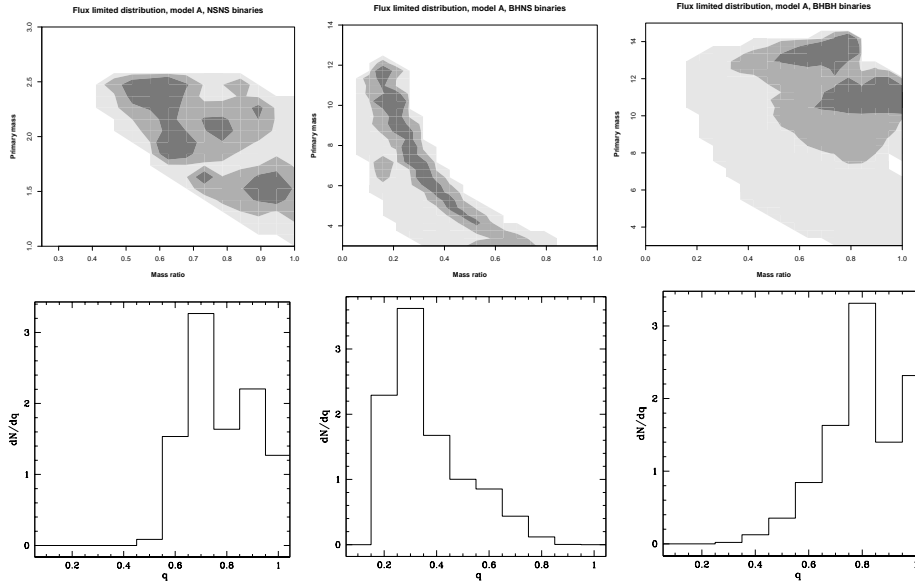 Flux limited distribution, model A, NSNS binaries
Primary mass
3.0
2.5
2.0
1.5
1.0
0.3 0.4 0.5 0.6 0.7 0.8 0.9 1.0
Mass ratio
Flux limited distribution, model A, BHNS binaries
Primary mass
14
12
10
8
6
4
0.0 0.2 0.4 0.6 0.8 1.0
Mass ratio
Flux limited distribution, model A, BHBH binaries
Primary mass
14
12
10
8
6
4
0.0 0.2 0.4 0.6 0.8 1.0
Mass ratio
dN/dq
3
2
1
0
0.2 0.4 0.6 0.8 1
q
dN/dq
3
2
1
0
0.2 0.4 0.6 0.8 1
q
dN/dq
3
2
1
0
0.2 0.4 0.6 0.8 1
q